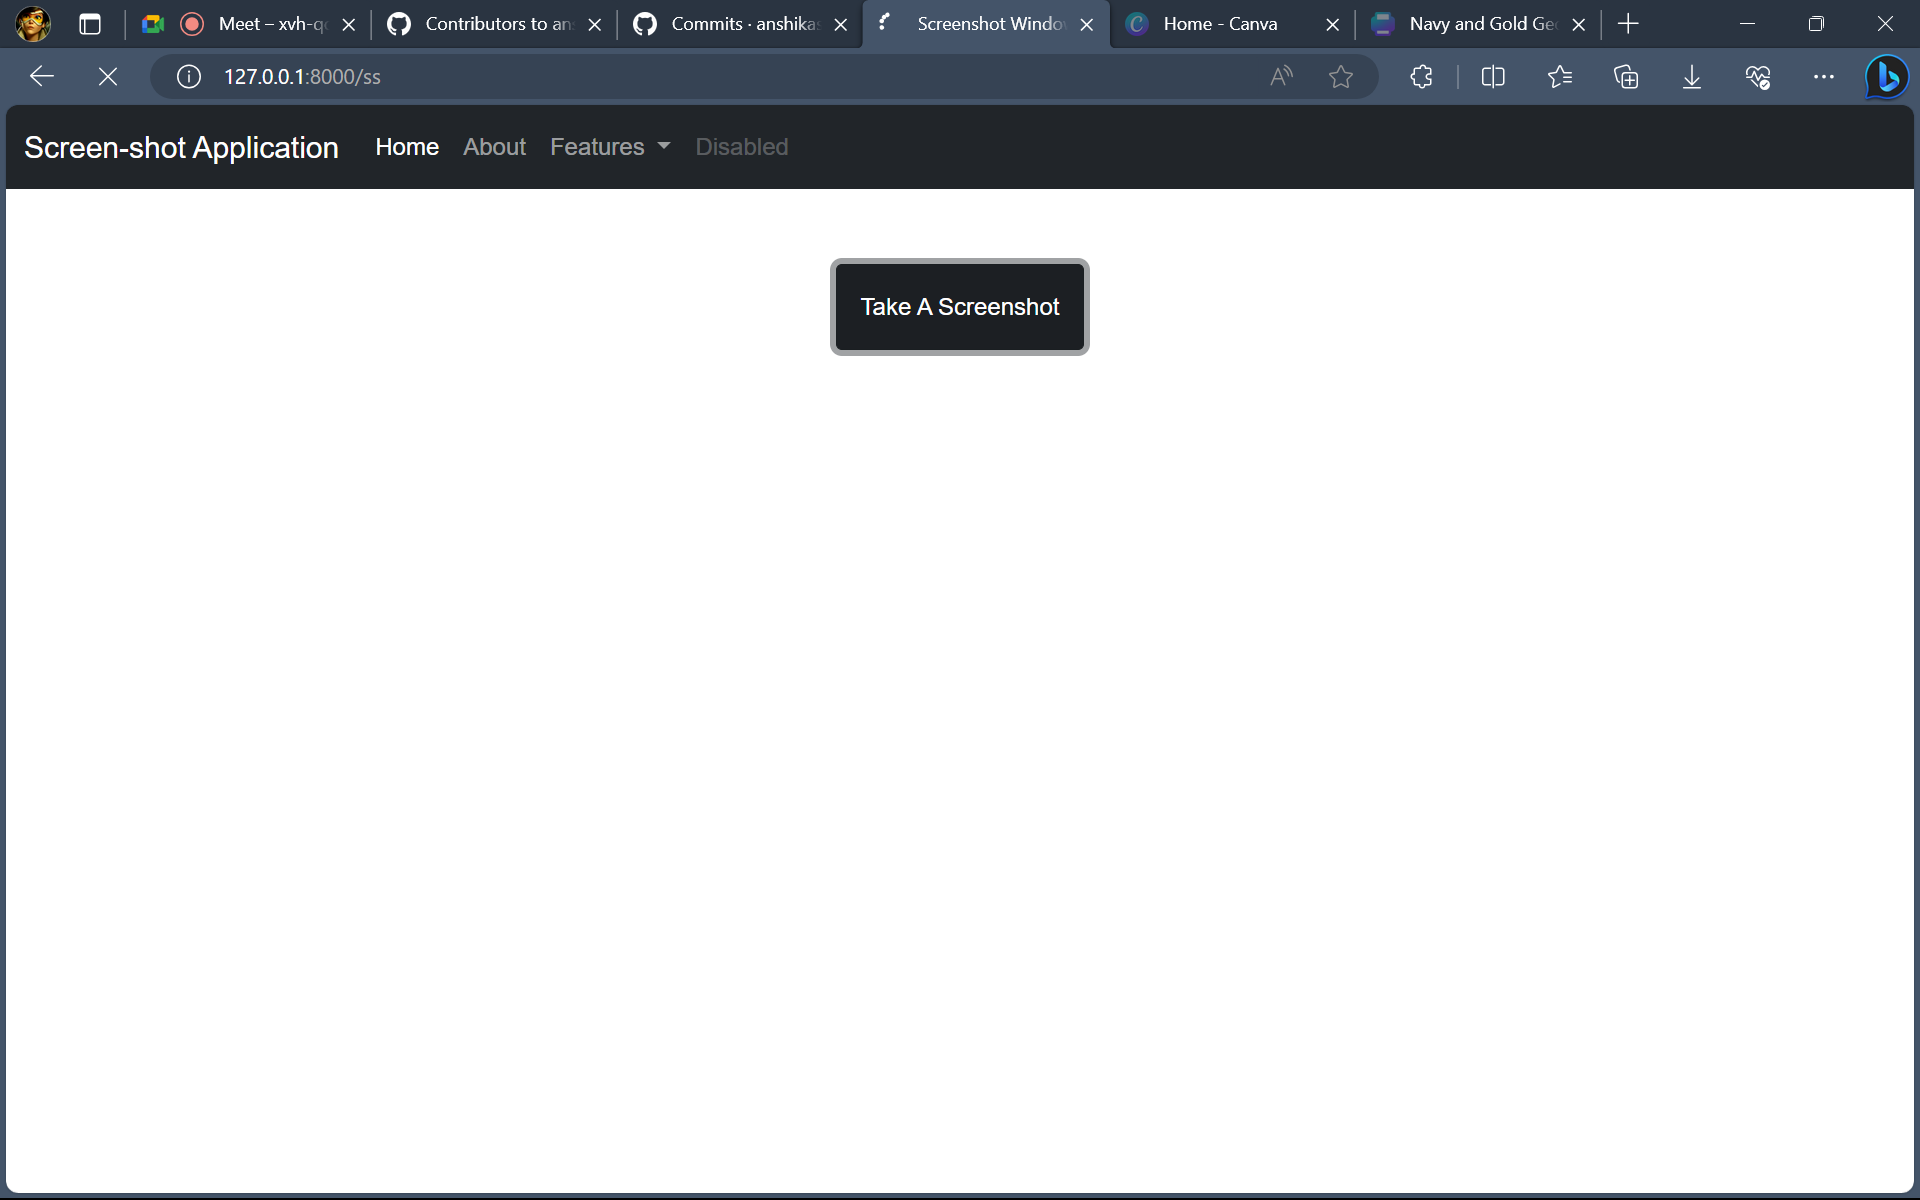 Meet – xvh-q
Contributors to an
Commits · anshikas
Screenshot Windo
Home - Canva
Navy and Gold Ge
127.0.0.1:8000/ss
Screen-shot Application
Home
About
Features
Disabled
Take A Screenshot